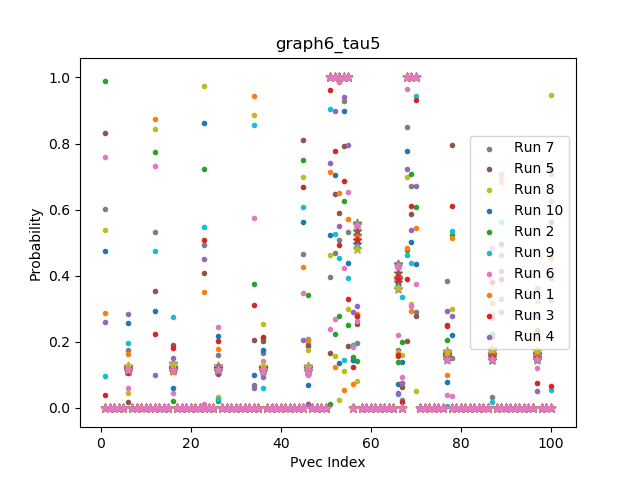 graph6_tau5
1.0
0.8
0.6
0.4
0.2
0.0
Probability
0
20
40
60
80
100
Pvec Index
Run 7
Run 5
Run 8
Run 10
Run 2
Run 9
Run 6
Run 1
Run 3
Run 4